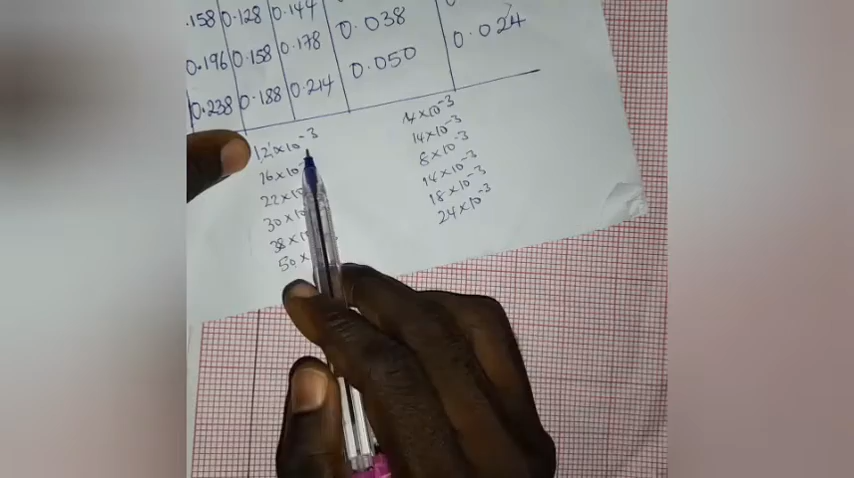 .158 0.128 0.144
0.196 0.158 0.178 0.038 0.024
0.238 0.188 0.214 0.050
12×10⁻³ 14×10⁻³
16×10⁻ 14×10⁻³
22×10 8×10⁻³
30×10 14×10⁻³
38×1 18×10⁻³
50× 24×10⁻³